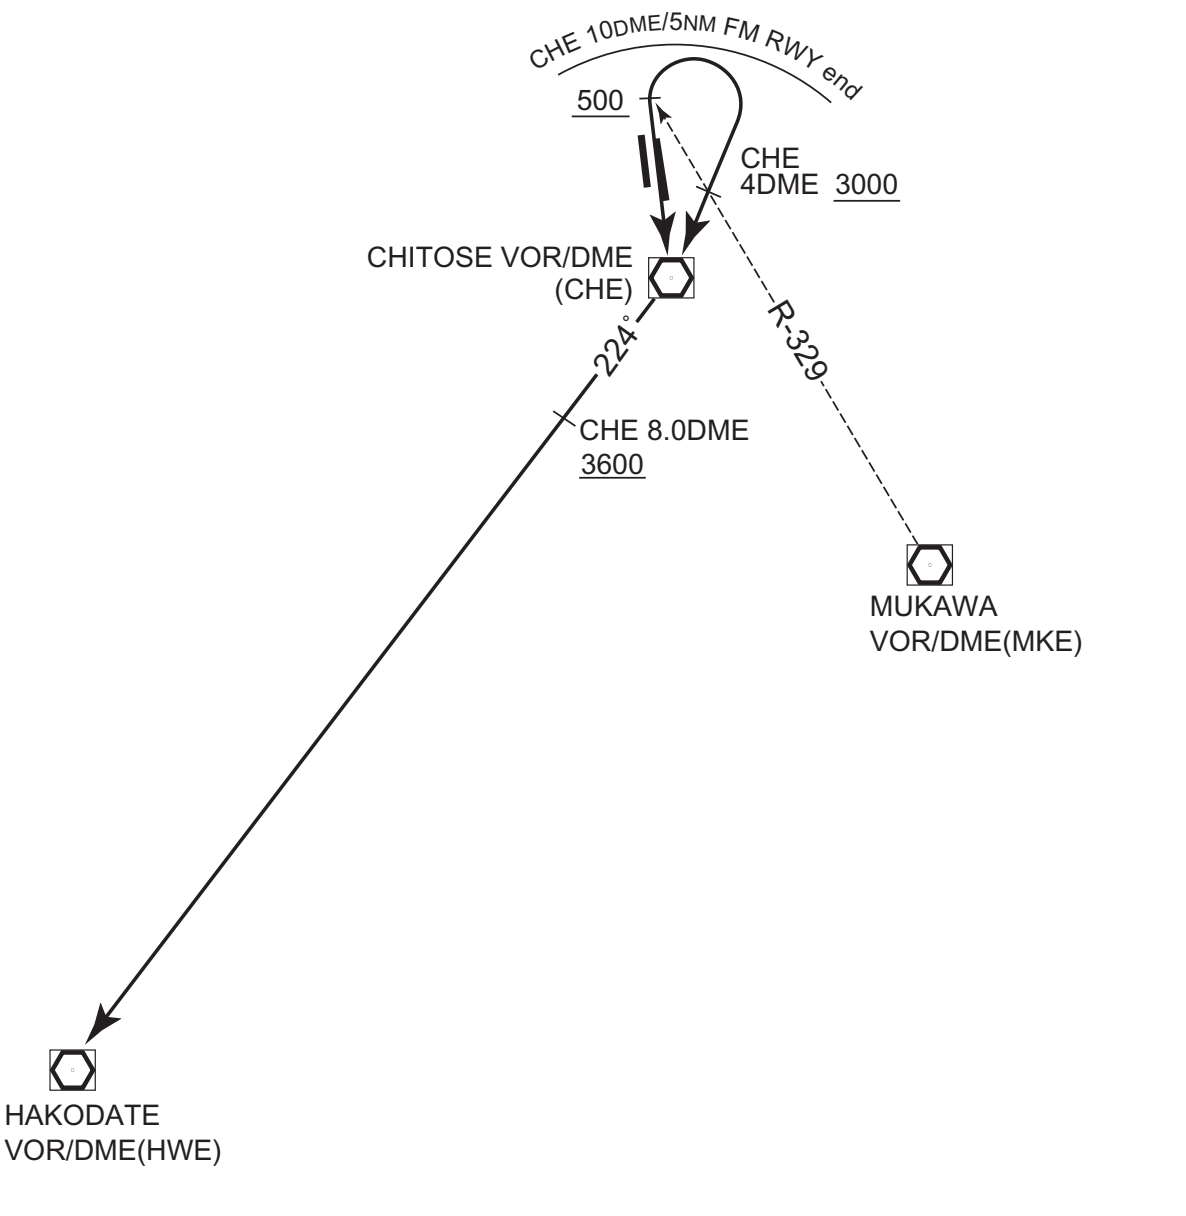 CHE 10DME/5NM FM RWY end
500
CHE
4DME 3000
CHITOSE VOR/DME
(CHE)
224°
R-329
CHE 8.0DME
3600
MUKAWA
VOR/DME(MKE)
HAKODATE
VOR/DME(HWE)